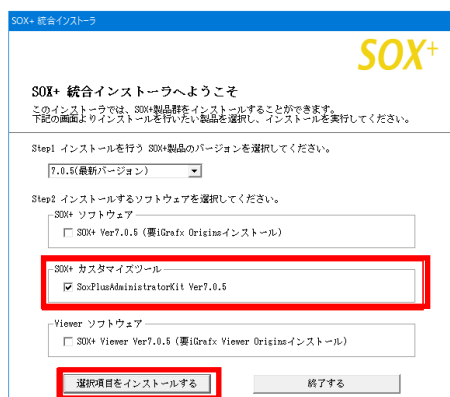 SOX+ 統合インストーラ
SOX+
SOX+ 統合インストーラへようこそ
このインストーラでは、SOX+製品群をインストールすることができます。
下記の画面よりインストールを行いたい製品を選択し、インストールを実行してください。
Step1 インストールを行う SOX+製品のバージョンを選択してください。
7.0.5(最新バージョン)
Step2 インストールするソフトウェアを選択してください。
SOX+ ソフトウェア
SOX+ Ver7.0.5 (要iGrafx Originsインストール)
SOX+ カスタマイズツール
SoxPlusAdministratorKit Ver7.0.5
Viewer ソフトウェア
SOX+ Viewer Ver7.0.5 (要iGrafx Viewer Originsインストール)
選択項目をインストールする
終了する